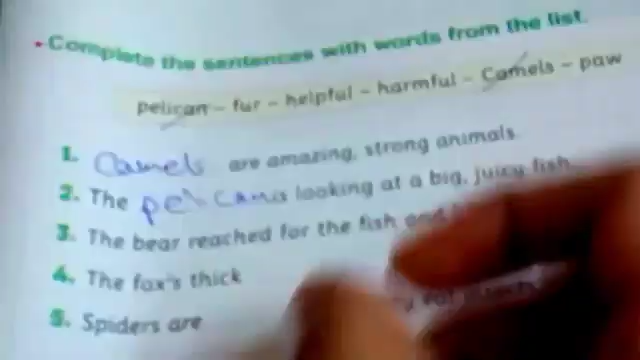 Complete the sentences with words from the list.
pelican – fur – helpful – harmful – Camels – paw
1. Camels are amazing, strong animals.
2. The pelican is looking at a big, juicy fish.
3. The bear reached for the fish and
4. The fox's thick
5. Spiders are